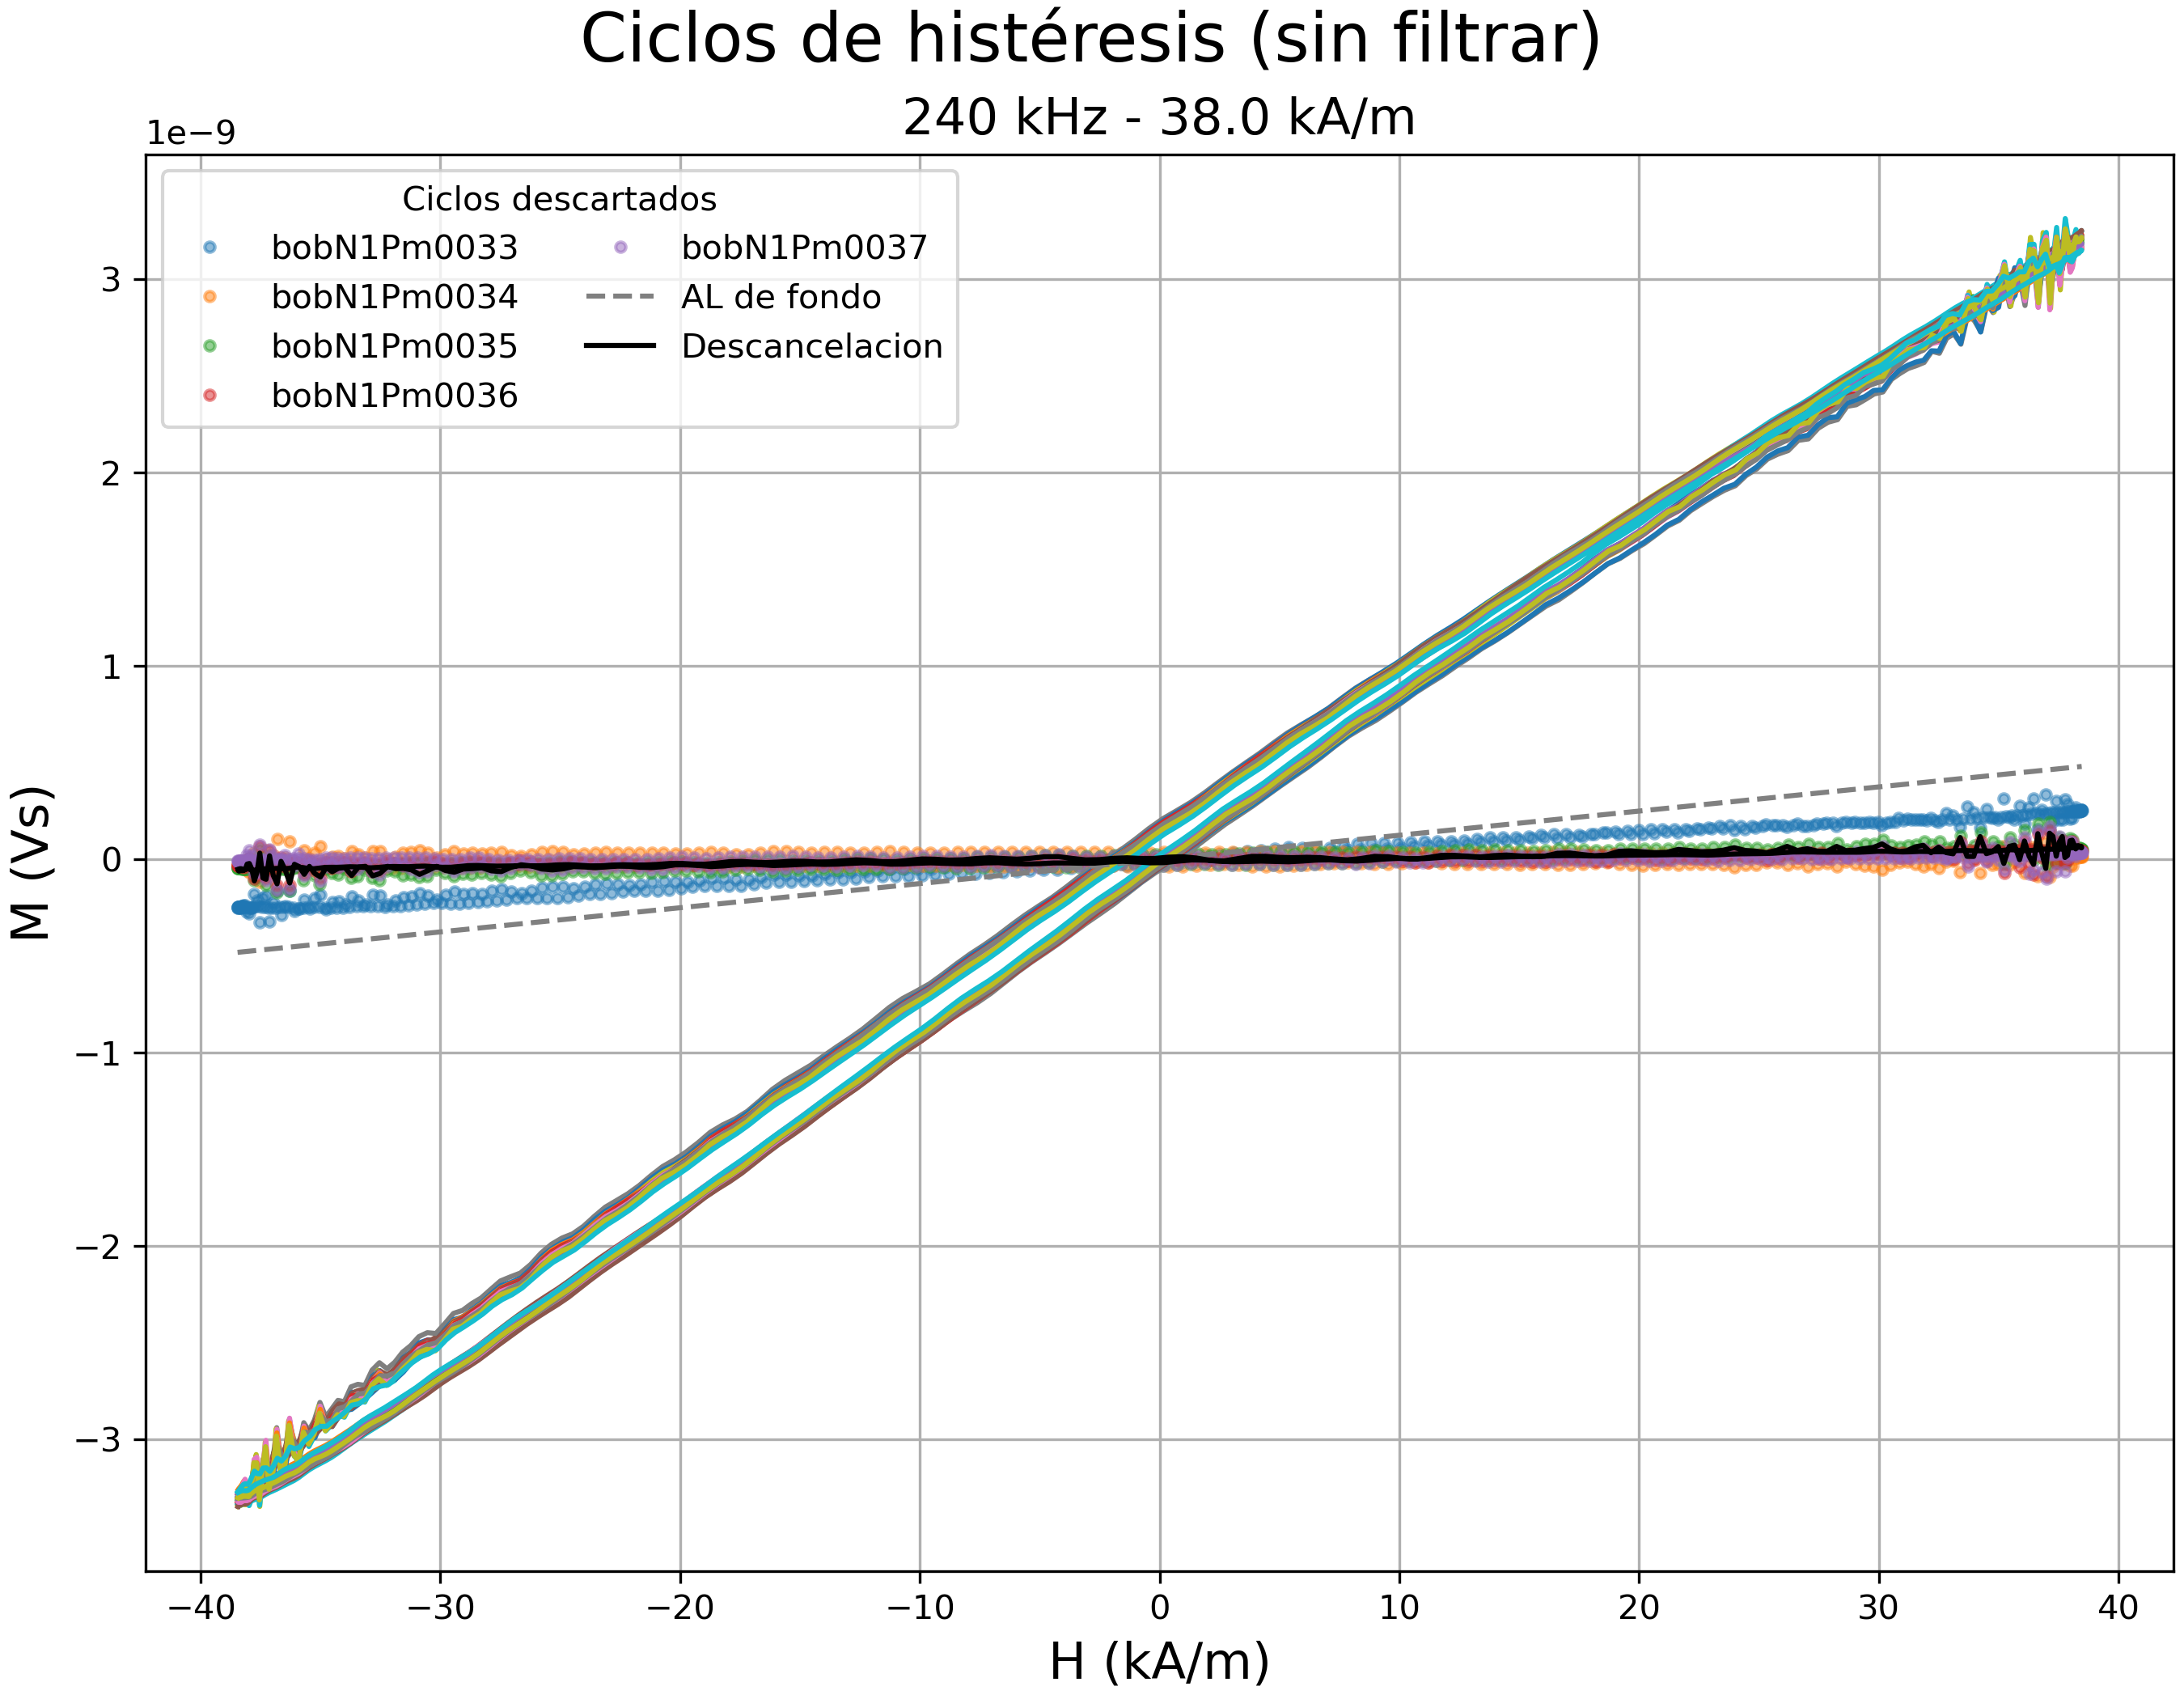 Ciclos de histéresis (sin filtrar)
240 kHz - 38.0 kA/m
1e−9
Ciclos descartados
bobN1Pm0033
bobN1Pm0034
bobN1Pm0035
bobN1Pm0036
bobN1Pm0037
AL de fondo
Descancelacion
3
2
1
0
−1
−2
−3
M (Vs)
−40 −30 −20 −10 0 10 20 30 40
H (kA/m)